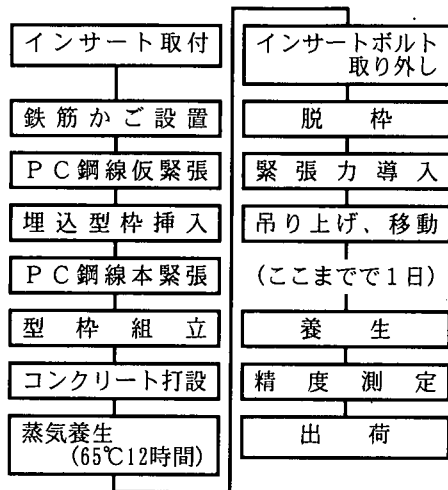 インサート取付
鉄筋かご設置
PC鋼線仮緊張
埋込型枠挿入
PC鋼線本緊張
型枠組立
コンクリート打設
蒸気養生
(65℃12時間)
インサートボルト
取り外し
脱枠
緊張力導入
吊り上げ、移動
(ここまでで1日)
養生
精度測定
出荷